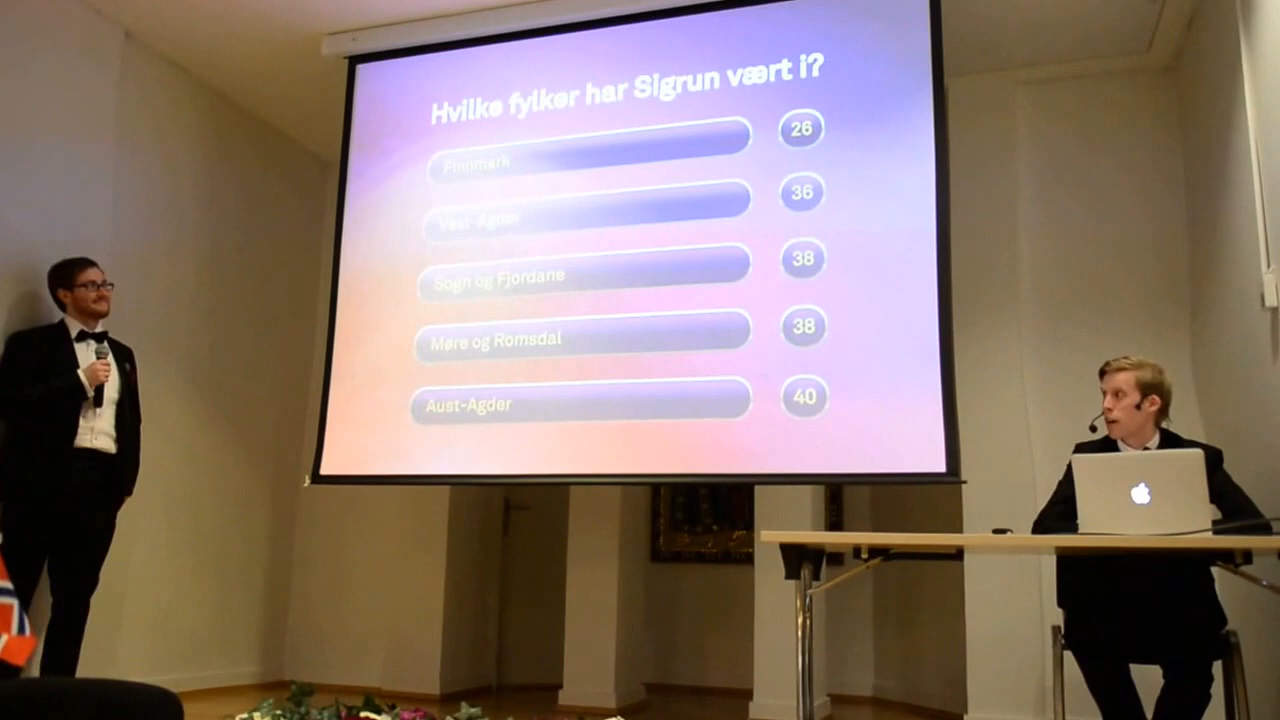 Hvilke fylker har Sigrun vært i?
Finnmark 26
Vest-Agder 36
Sogn og Fjordane 38
Møre og Romsdal 38
Aust-Agder 40